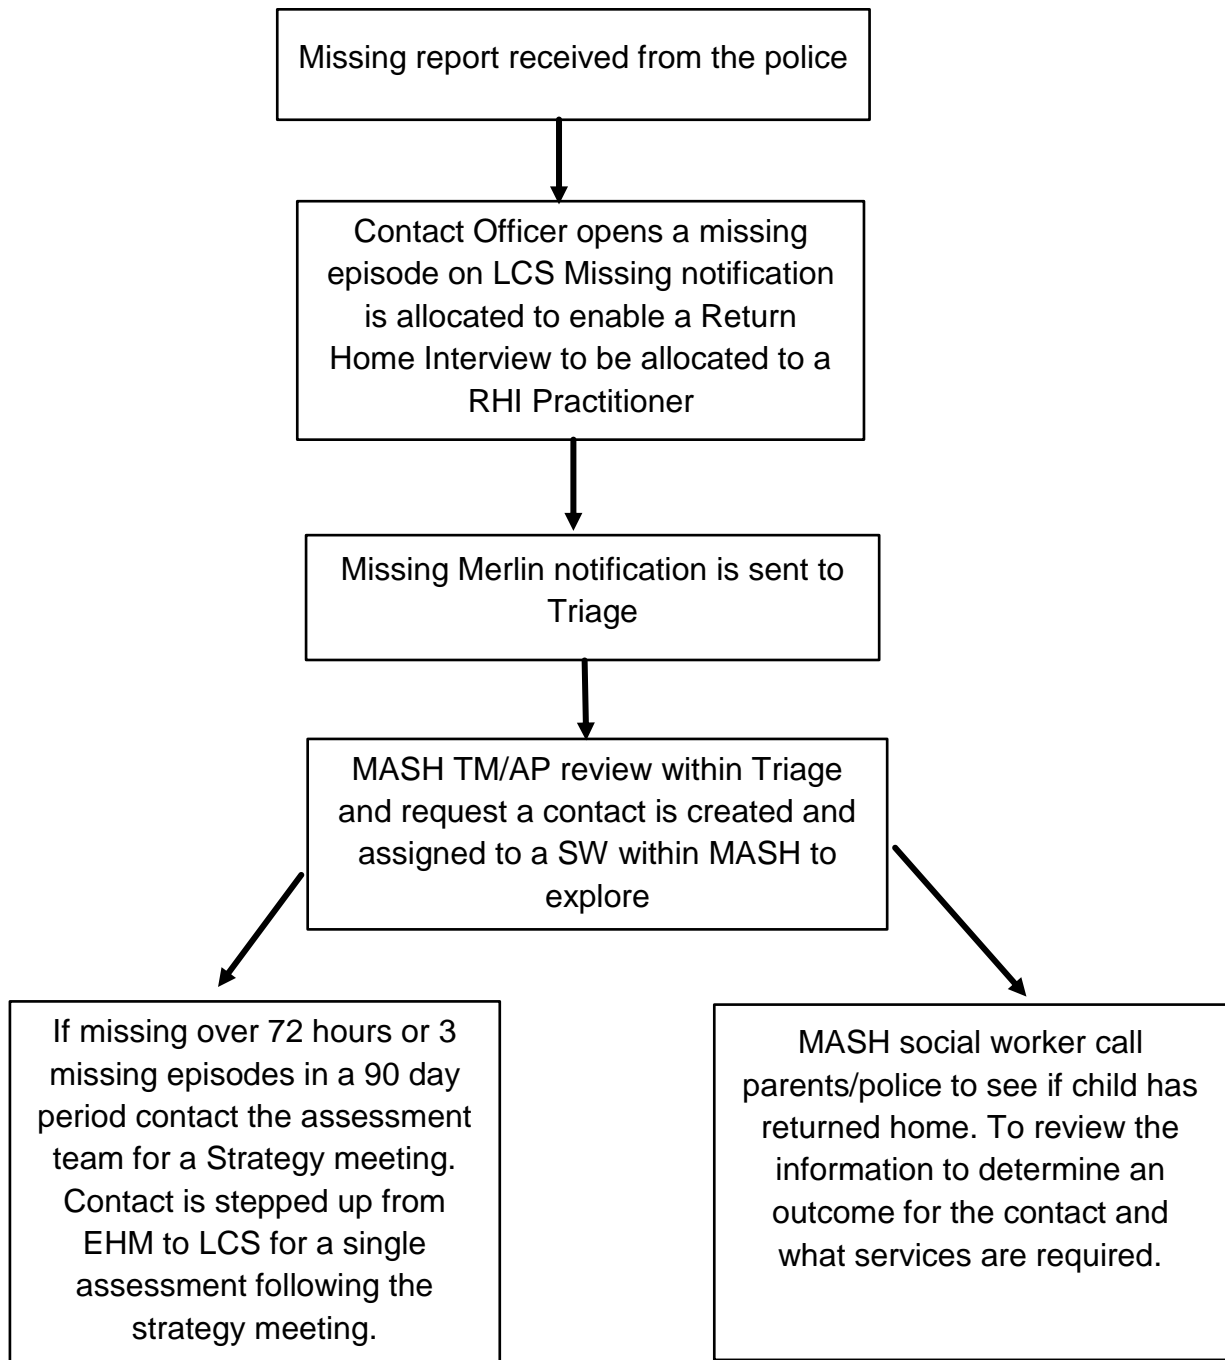 Missing report received from the police
Contact Officer opens a missing
episode on LCS Missing notification
is allocated to enable a Return
Home Interview to be allocated to a
RHI Practitioner
Missing Merlin notification is sent to
Triage
MASH TM/AP review within Triage
and request a contact is created and
assigned to a SW within MASH to
explore
If missing over 72 hours or 3
missing episodes in a 90 day
period contact the assessment
team for a Strategy meeting.
Contact is stepped up from
EHM to LCS for a single
assessment following the
strategy meeting.
MASH social worker call
parents/police to see if child has
returned home. To review the
information to determine an
outcome for the contact and
what services are required.